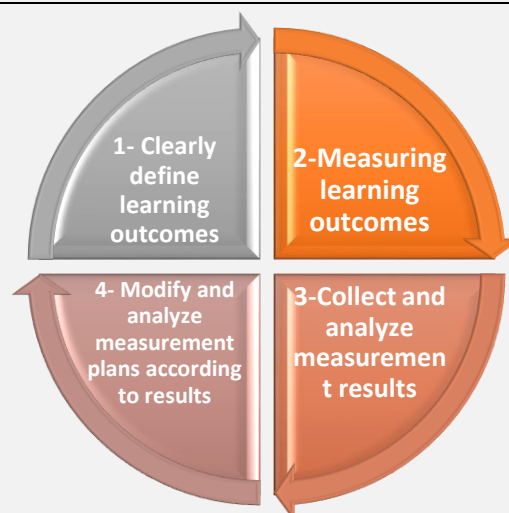 1- Clearly
define
learning
outcomes
2-Measuring
learning
outcomes
4- Modify and
analyze
measurement
plans according
to results
3-Collect and
analyze
measuremen
t results